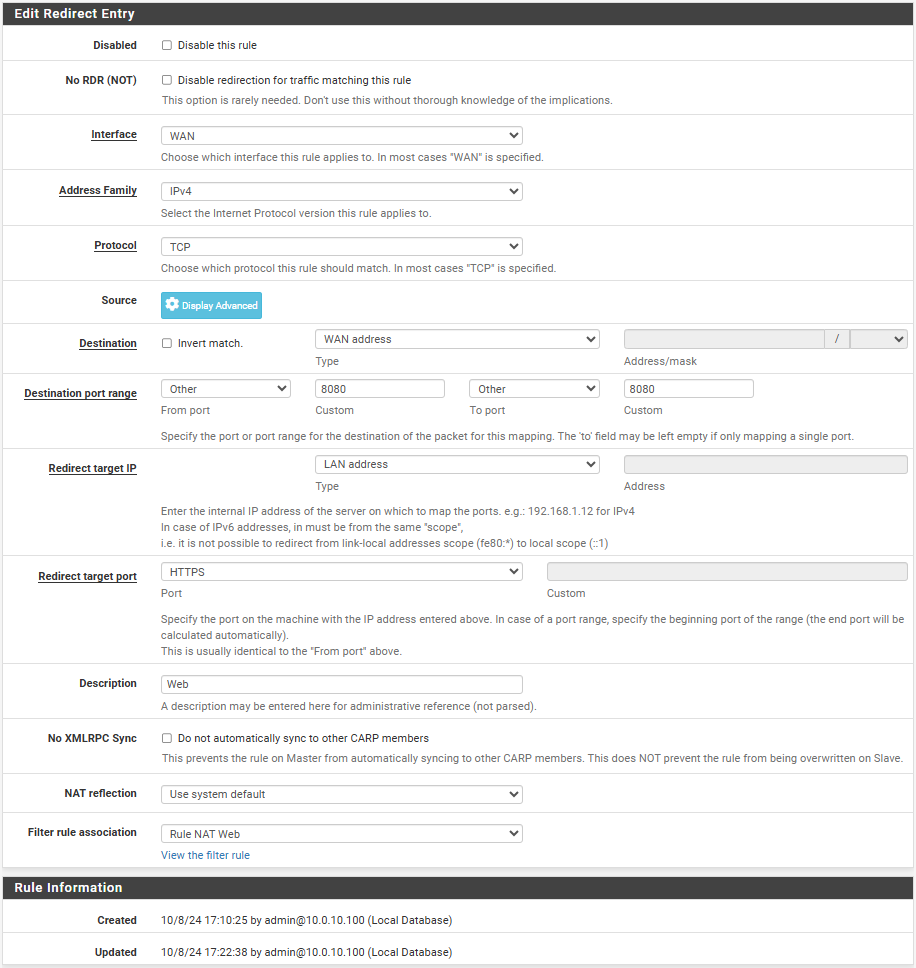 Edit Redirect Entry
Disabled Disable this rule
No RDR (NOT) Disable redirection for traffic matching this rule
This option is rarely needed. Don't use this without thorough knowledge of the implications.
Interface WAN
Choose which interface this rule applies to. In most cases "WAN" is specified.
Address Family IPv4
Select the Internet Protocol version this rule applies to.
Protocol TCP
Choose which protocol this rule should match. In most cases "TCP" is specified.
Source Display Advanced
Destination Invert match. WAN address /
Type Address/mask
Destination port range Other 8080 Other 8080
From port Custom To port Custom
Specify the port or port range for the destination of the packet for this mapping. The 'to' field may be left empty if only mapping a single port.
Redirect target IP LAN address
Type Address
Enter the internal IP address of the server on which to map the ports. e.g.: 192.168.1.12 for IPv4
In case of IPv6 addresses, in must be from the same "scope",
i.e. it is not possible to redirect from link-local addresses scope (fe80:*) to local scope (::1)
Redirect target port HTTPS
Port Custom
Specify the port on the machine with the IP address entered above. In case of a port range, specify the beginning port of the range (the end port will be
calculated automatically).
This is usually identical to the "From port" above.
Description Web
A description may be entered here for administrative reference (not parsed).
No XMLRPC Sync Do not automatically sync to other CARP members
This prevents the rule on Master from automatically syncing to other CARP members. This does NOT prevent the rule from being overwritten on Slave.
NAT reflection Use system default
Filter rule association Rule NAT Web
View the filter rule
Rule Information
Created 10/8/24 17:10:25 by admin@10.0.10.100 (Local Database)
Updated 10/8/24 17:22:38 by admin@10.0.10.100 (Local Database)